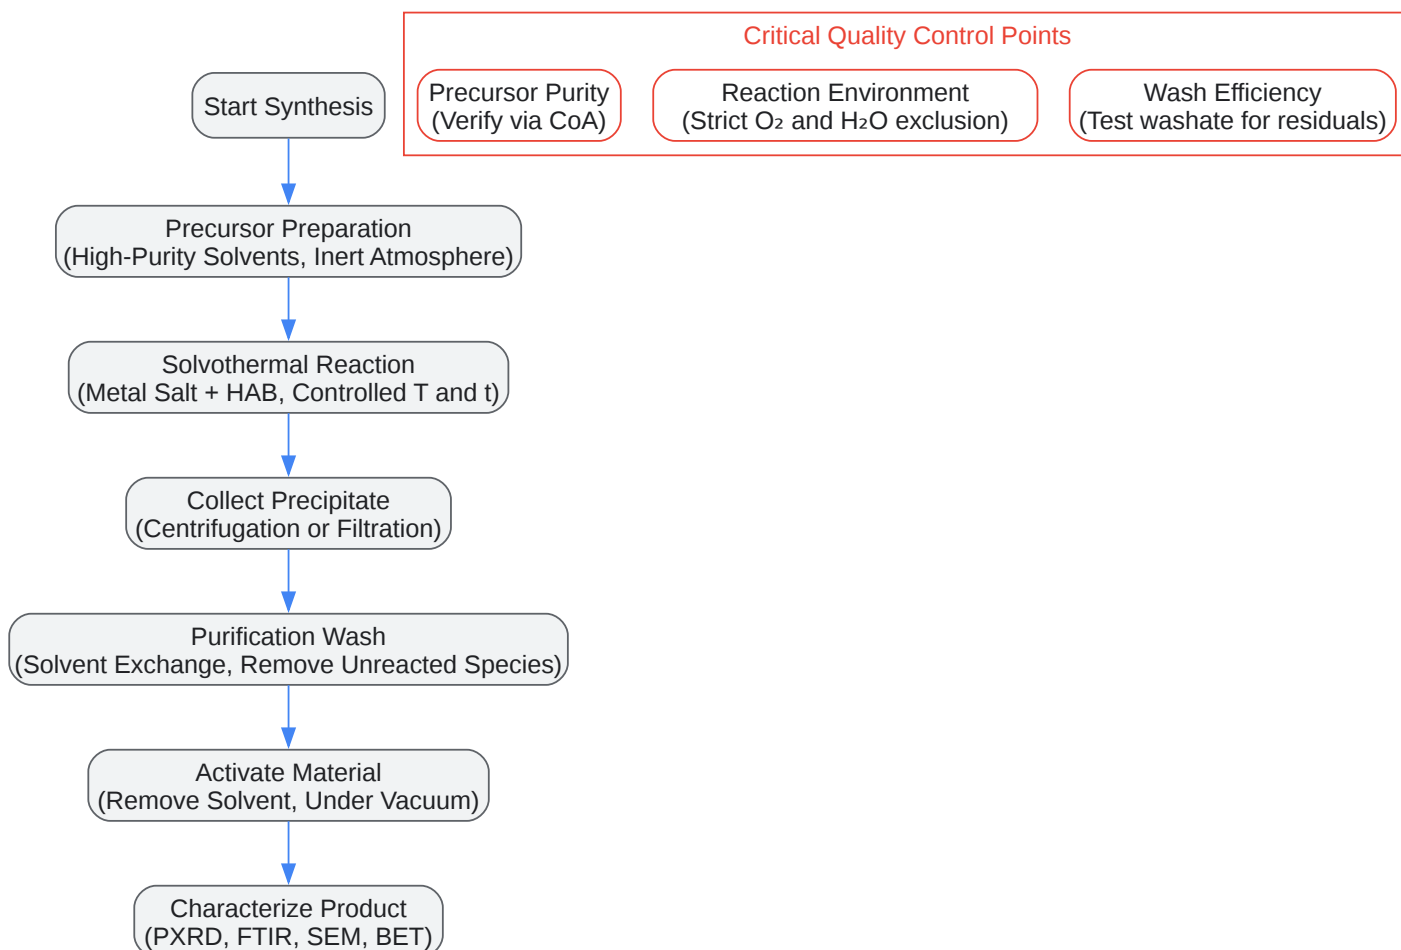 Critical Quality Control Points
Start Synthesis
Precursor Purity
(Verify via CoA)
Reaction Environment
(Strict O₂ and H₂O exclusion)
Wash Efficiency
(Test washate for residuals)
Precursor Preparation
(High-Purity Solvents, Inert Atmosphere)
Solvothermal Reaction
(Metal Salt + HAB, Controlled T and t)
Collect Precipitate
(Centrifugation or Filtration)
Purification Wash
(Solvent Exchange, Remove Unreacted Species)
Activate Material
(Remove Solvent, Under Vacuum)
Characterize Product
(PXRD, FTIR, SEM, BET)